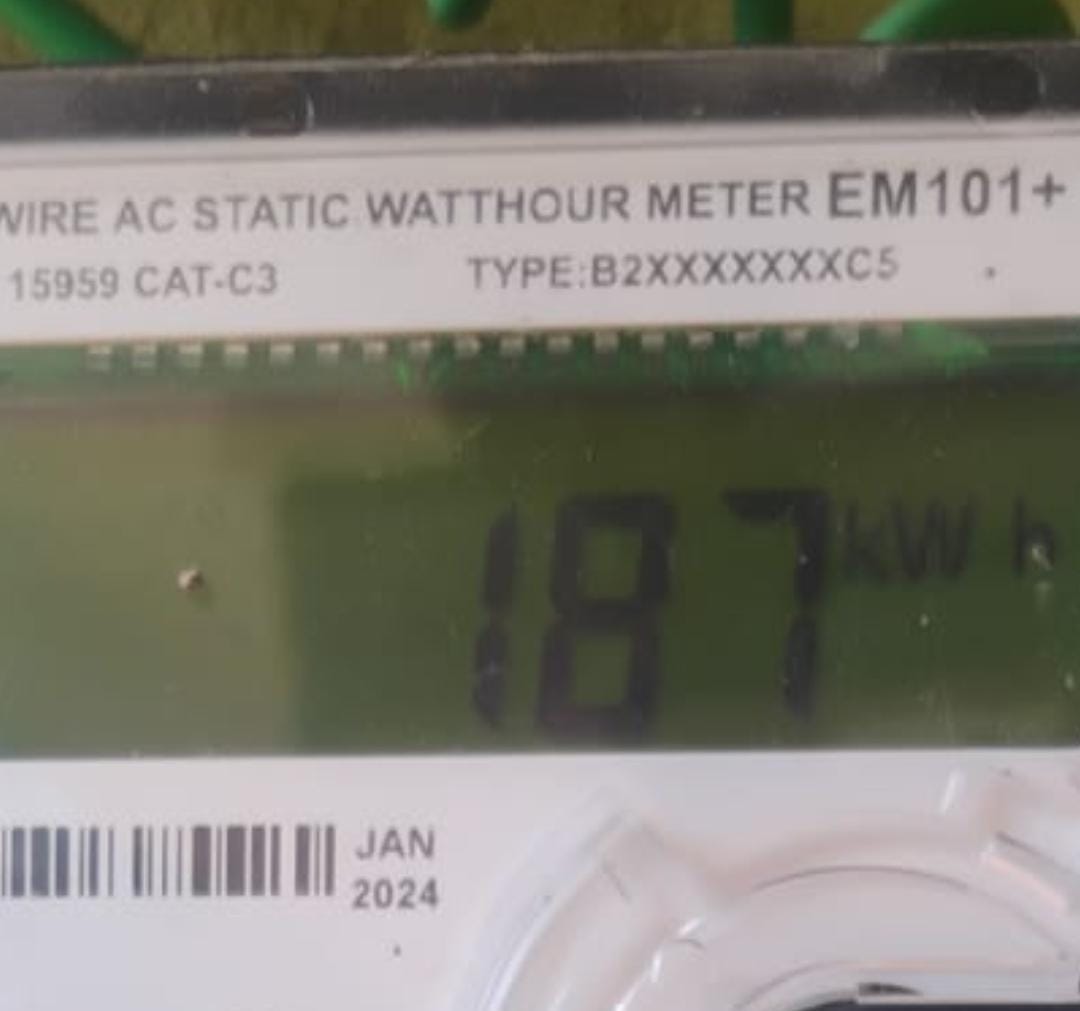 WIRE AC STATIC WATTHOUR METER EM101+
15959 CAT-C3 TYPE:B2XXXXXXXC5
187 kWh
JAN
2024